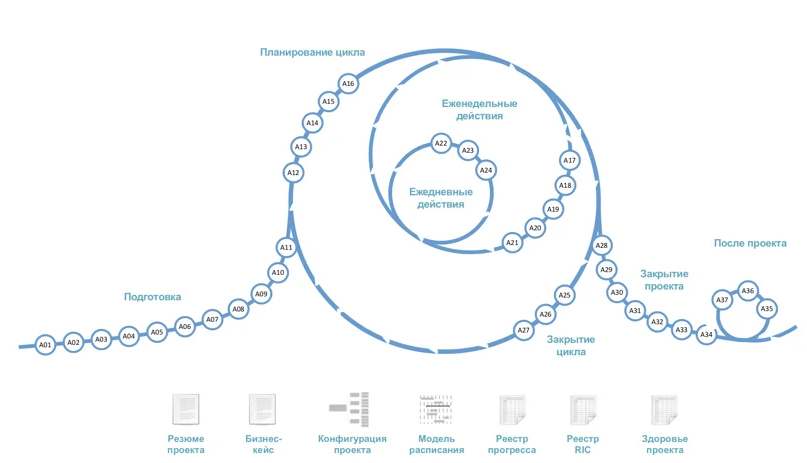 Планирование цикла
A16
A15
A14
A13
A12
Еженедельные
действия
A22
A23
A24
Ежедневные
действия
A17
A18
A19
A20
A21
A11
A10
A09
A08
A07
A06
A05
A04
A03
A02
A01
Подготовка
A25
A26
A27
Закрытие
цикла
A28
A29
A30
A31
A32
A33
A34
Закрытие
проекта
После проекта
A37
A36
A35
Резюме
проекта
Бизнес-
кейс
Конфигурация
проекта
Модель
расписания
Реестр
прогресса
Реестр
RIC
Здоровье
проекта